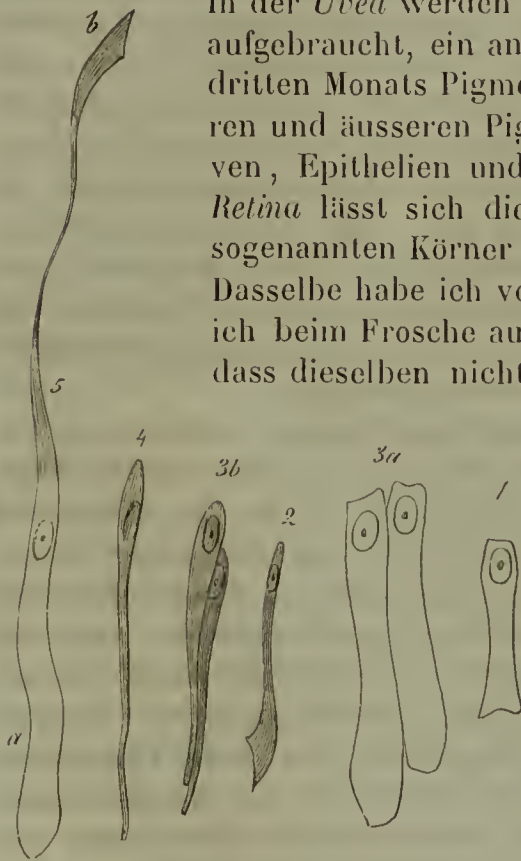 In der Uvea werden
aufgebraucht, ein an
dritten Monats Pigme
ren und äusseren Pig
ven, Epithelien und
Retina lässt sich die
sogenannten Körner
Dasselbe habe ich vo
ich beim Frosche au
dass dieselben nicht
b
5
4
3b
2
3a
1
a